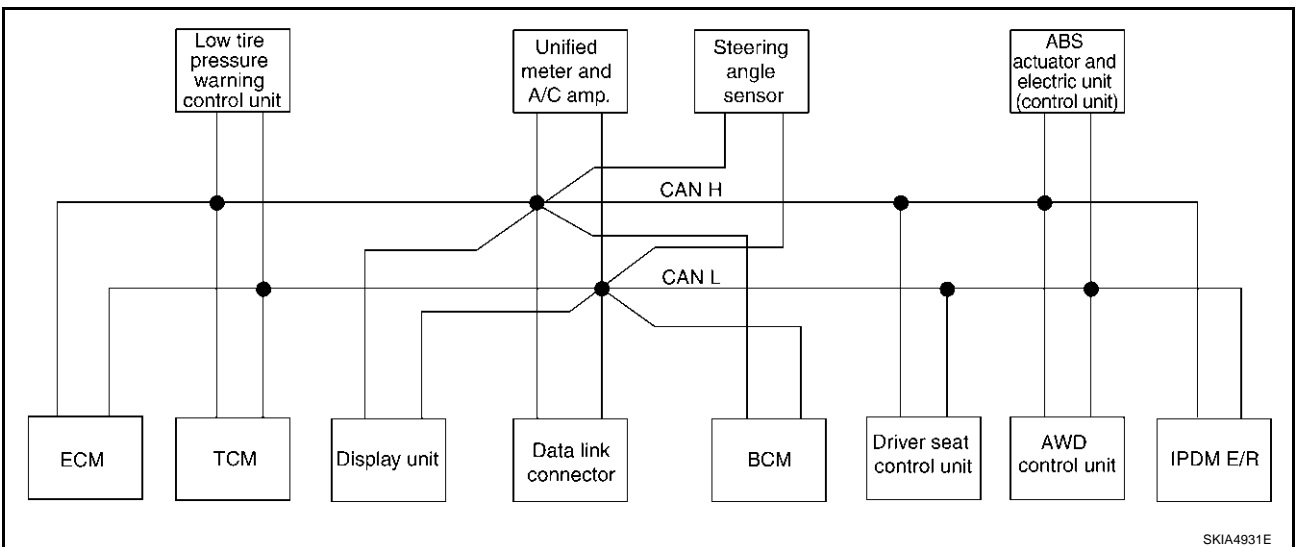 Low tire
pressure
warning
control unit
Unified
meter and
A/C amp.
Steering
angle
sensor
ABS
actuator and
electric unit
(control unit)
CAN H
CAN L
ECM
TCM
Display unit
Data link
connector
BCM
Driver seat
control unit
AWD
control unit
IPDM E/R
SKIA4931E